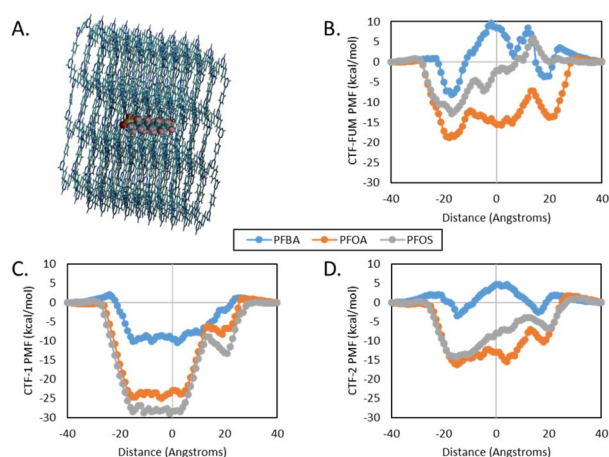 A.
B.
CTF-FUM PMF (kcal/mol)
10
5
0
-5
-10
-15
-20
-25
-30
-40 -20 0 20 40
Distance (Angstroms)
PFBA PFOA PFOS
C.
CTF-1 PMF (kcal/mol)
10
5
0
-5
-10
-15
-20
-25
-30
-40 -20 0 20 40
Distance (Angstroms)
D.
CTF-2 PMF (kcal/mol)
10
5
0
-5
-10
-15
-20
-25
-30
-40 -20 0 20 40
Distance (Angstroms)